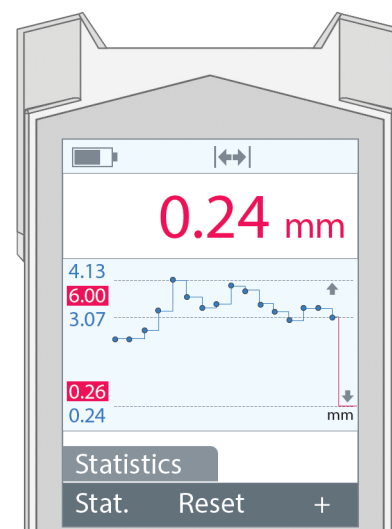 0.24 mm
4.13
6.00
3.07
0.26
0.24
mm
Statistics
Stat. Reset +